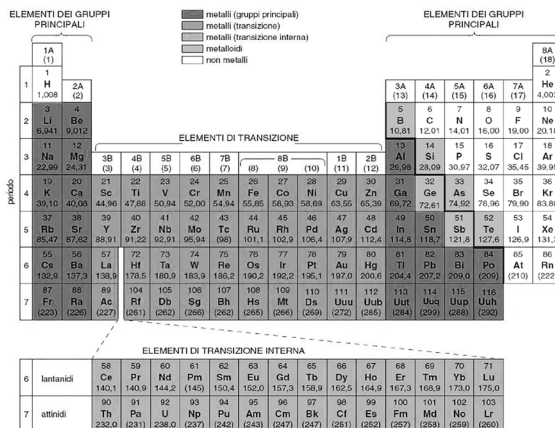 ELEMENTI DEI GRUPPI PRINCIPALI
metalli (gruppi principali)
metalli (transizione)
metalli (transizione interna)
metalloidi
non metalli
ELEMENTI DEI GRUPPI PRINCIPALI
1A (1)
8A (18)
2A (2)
3A (13) 4A (14) 5A (15) 6A (16) 7A (17)
ELEMENTI DI TRANSIZIONE
3B (3) 4B (4) 5B (5) 6B (6) 7B (7) 8B (8) (9) (10) 1B (11) 2B (12)
periodo
1
1 2
H He
1,008 4,003
2
3 4 5 6 7 8 9 10
Li Be B C N O F Ne
6,941 9,012 10,81 12,01 14,01 16,00 19,00 20,18
3
11 12 13 14 15 16 17 18
Na Mg Al Si P S Cl Ar
22,99 24,31 26,98 28,09 30,97 32,07 35,45 39,95
4
19 20 21 22 23 24 25 26 27 28 29 30 31 32 33 34 35 36
K Ca Sc Ti V Cr Mn Fe Co Ni Cu Zn Ga Ge As Se Br Kr
39,10 40,08 44,96 47,88 50,94 52,00 54,94 55,85 58,93 58,69 63,55 65,39 69,72 72,61 74,92 78,96 79,90 83,80
5
37 38 39 40 41 42 43 44 45 46 47 48 49 50 51 52 53 54
Rb Sr Y Zr Nb Mo Tc Ru Rh Pd Ag Cd In Sn Sb Te I Xe
85,47 87,62 88,91 91,22 92,91 95,94 (98) 101,1 102,9 106,4 107,9 112,4 114,8 118,7 121,8 127,6 126,9 131,3
6
55 56 57 72 73 74 75 76 77 78 79 80 81 82 83 84 85 86
Cs Ba La Hf Ta W Re Os Ir Pt Au Hg Tl Pb Bi Po At Rn
132,9 137,3 138,9 178,5 180,9 183,9 186,2 190,2 192,2 195,1 197,0 200,6 204,4 207,2 209,0 (209) (210) (222)
7
87 88 89 104 105 106 107 108 109 110 111 112 113 114 115 116
Fr Ra Ac Rf Db Sg Bh Hs Mt Ds Uuu Uub Uut Uuq Uup Uuh
(223) (226) (227) (261) (262) (266) (262) (265) (266) (269) (272) (285) (284) (299) (288) (292)
ELEMENTI DI TRANSIZIONE INTERNA
6 lantanidi
58 59 60 61 62 63 64 65 66 67 68 69 70 71
Ce Pr Nd Pm Sm Eu Gd Tb Dy Ho Er Tm Yb Lu
140,1 140,9 144,2 (145) 150,4 152,0 157,3 158,9 162,5 164,9 167,3 168,9 173,0 175,0
7 attinidi
90 91 92 93 94 95 96 97 98 99 100 101 102 103
Th Pa U Np Pu Am Cm Bk Cf Es Fm Md No Lr
232,0 (231) 238,0 (237) (242) (243) (247) (247) (251) (252) (257) (258) (259) (260)